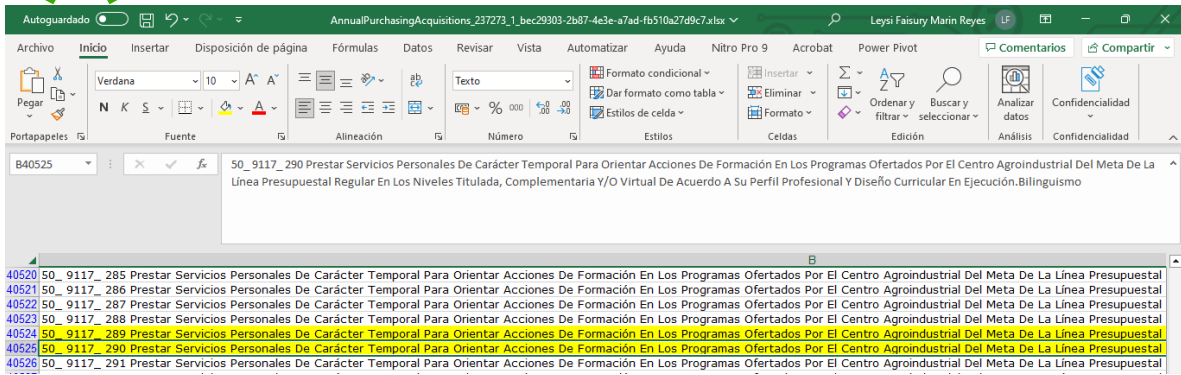 Autoguardado AnnualPurchasingAcquisitions_237273_1_bec29303-2b87-4e3e-a7ad-fb510a27d9c7.xlsx Leysi Faisury Marin Reyes LF
Archivo Inicio Insertar Disposición de página Fórmulas Datos Revisar Vista Automatizar Ayuda Nitro Pro 9 Acrobat Power Pivot Comentarios Compartir
Pegar Verdana 10 A A ab Texto Formato condicional Insertar Σ Ordenar y filtrar Buscar y seleccionar Analizar datos Confidencialidad
N K S A % 000 Dar formato como tabla Eliminar
Estilos de celda Formato
Portapapeles Fuente Alineación Número Estilos Celdas Edición Análisis Confidencialidad
B40525 fx 50_9117_290 Prestar Servicios Personales De Carácter Temporal Para Orientar Acciones De Formación En Los Programas Ofertados Por El Centro Agroindustrial Del Meta De La
Línea Presupuestal Regular En Los Niveles Titulada, Complementaria Y/O Virtual De Acuerdo A Su Perfil Profesional Y Diseño Curricular En Ejecución.Bilinguismo
B
40520 50_ 9117_ 285 Prestar Servicios Personales De Carácter Temporal Para Orientar Acciones De Formación En Los Programas Ofertados Por El Centro Agroindustrial Del Meta De La Línea Presupuestal
40521 50_ 9117_ 286 Prestar Servicios Personales De Carácter Temporal Para Orientar Acciones De Formación En Los Programas Ofertados Por El Centro Agroindustrial Del Meta De La Línea Presupuestal
40522 50_ 9117_ 287 Prestar Servicios Personales De Carácter Temporal Para Orientar Acciones De Formación En Los Programas Ofertados Por El Centro Agroindustrial Del Meta De La Línea Presupuestal
40523 50_ 9117_ 288 Prestar Servicios Personales De Carácter Temporal Para Orientar Acciones De Formación En Los Programas Ofertados Por El Centro Agroindustrial Del Meta De La Línea Presupuestal
40524 50_ 9117_ 289 Prestar Servicios Personales De Carácter Temporal Para Orientar Acciones De Formación En Los Programas Ofertados Por El Centro Agroindustrial Del Meta De La Línea Presupuestal
40525 50_ 9117_ 290 Prestar Servicios Personales De Carácter Temporal Para Orientar Acciones De Formación En Los Programas Ofertados Por El Centro Agroindustrial Del Meta De La Línea Presupuestal
40526 50_ 9117_ 291 Prestar Servicios Personales De Carácter Temporal Para Orientar Acciones De Formación En Los Programas Ofertados Por El Centro Agroindustrial Del Meta De La Línea Presupuestal